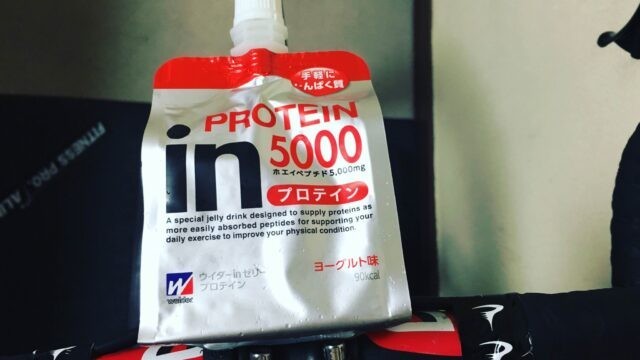 手軽に
んぱく質
PROTEIN
in
5000
ホエイペプチド5,000mg
プロテイン
A special jelly drink designed to supply proteins as
more easily absorbed peptides for supporting your
daily exercise to improve your physical condition.
ヨーグルト味
90kcal
W
weider
ウイダーinゼリー
プロテイン
FITNESS PRO